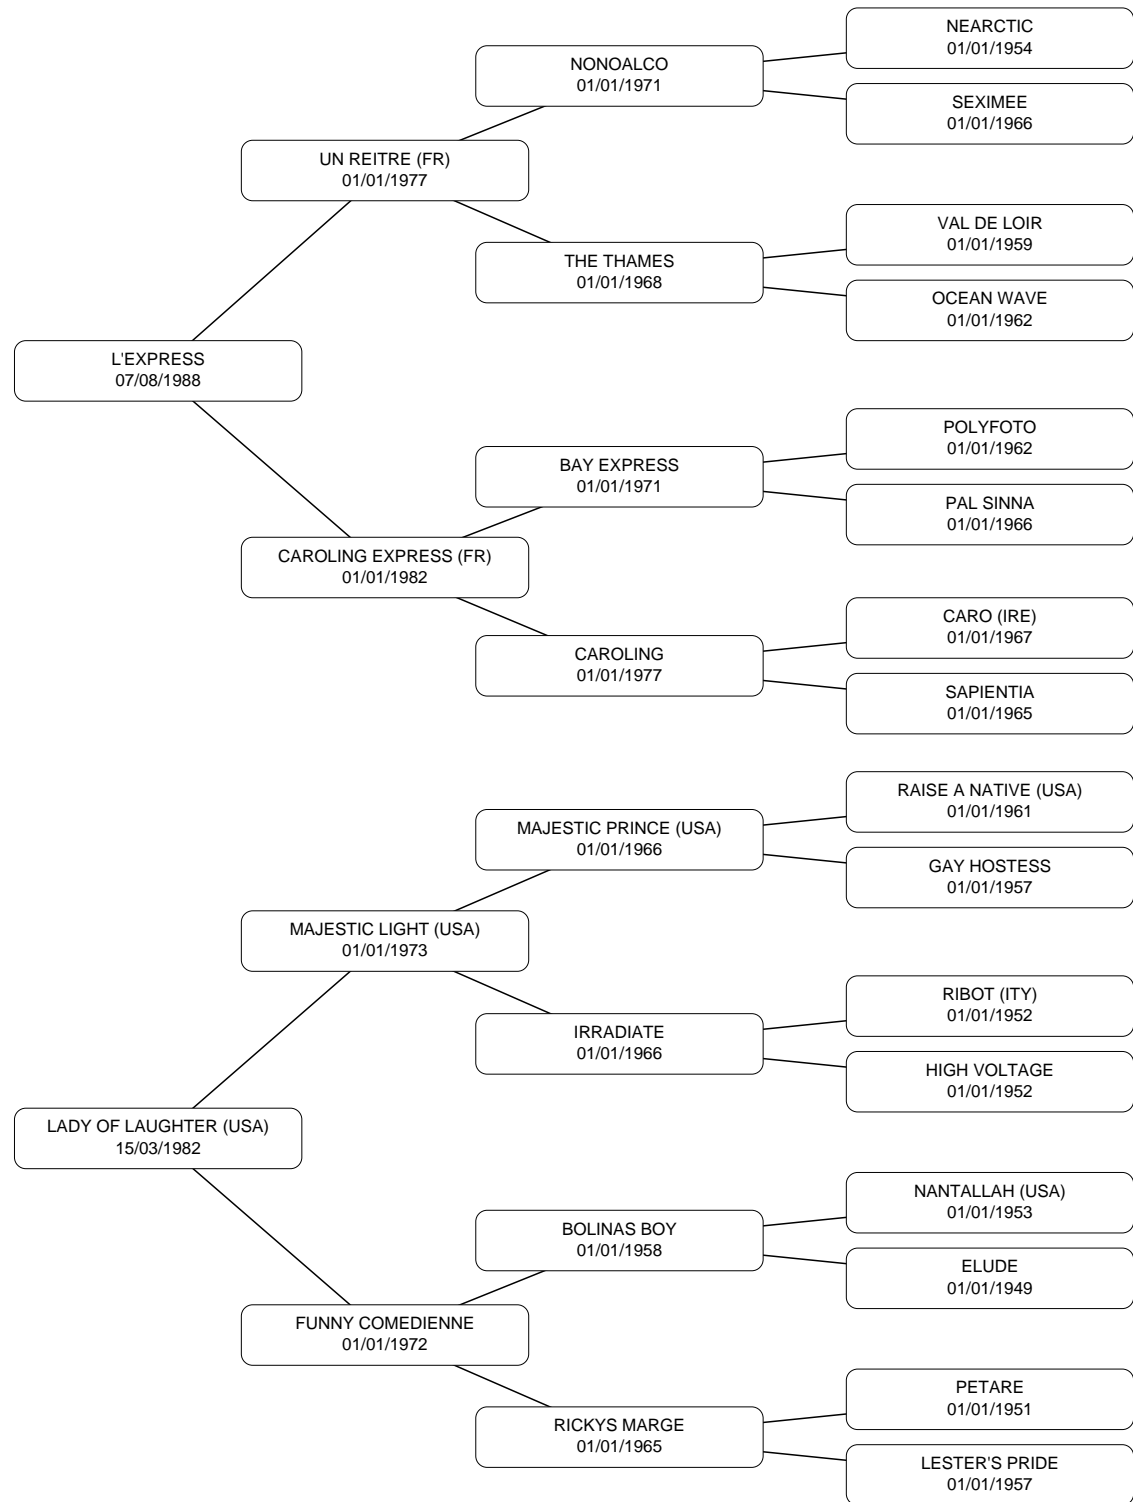 NEARCTIC
01/01/1954
NONOALCO
01/01/1971
SEXIMEE
01/01/1966
UN REITRE (FR)
01/01/1977
VAL DE LOIR
01/01/1959
THE THAMES
01/01/1968
OCEAN WAVE
01/01/1962
L'EXPRESS
07/08/1988
POLYFOTO
01/01/1962
BAY EXPRESS
01/01/1971
PAL SINNA
01/01/1966
CAROLING EXPRESS (FR)
01/01/1982
CARO (IRE)
01/01/1967
CAROLING
01/01/1977
SAPIENTIA
01/01/1965
RAISE A NATIVE (USA)
01/01/1961
MAJESTIC PRINCE (USA)
01/01/1966
GAY HOSTESS
01/01/1957
MAJESTIC LIGHT (USA)
01/01/1973
RIBOT (ITY)
01/01/1952
IRRADIATE
01/01/1966
HIGH VOLTAGE
01/01/1952
LADY OF LAUGHTER (USA)
15/03/1982
NANTALLAH (USA)
01/01/1953
BOLINAS BOY
01/01/1958
ELUDE
01/01/1949
FUNNY COMEDIENNE
01/01/1972
PETARE
01/01/1951
RICKYS MARGE
01/01/1965
LESTER'S PRIDE
01/01/1957